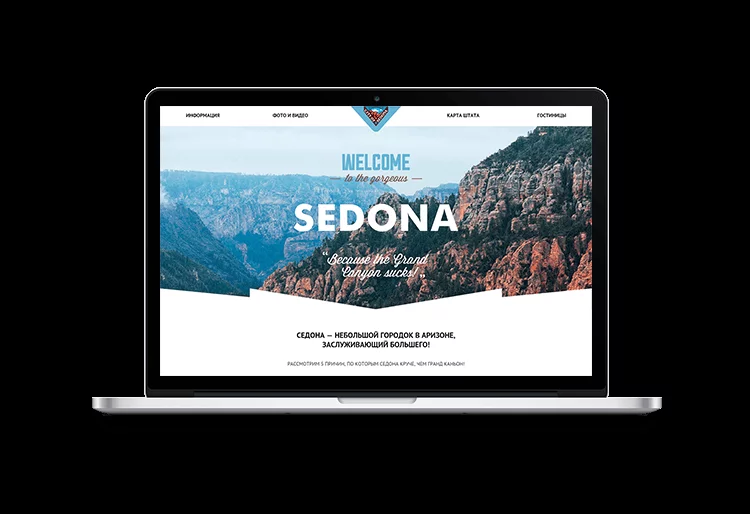 ИНФОРМАЦИЯ
ФОТО И ВИДЕО
КАРТА ШТАТА
ГОСТИНИЦЫ
WELCOME
— to the gorgeous —
SEDONA
“Because the Grand
Canyon sucks!„
СЕДОНА — НЕБОЛЬШОЙ ГОРОДОК В АРИЗОНЕ,
ЗАСЛУЖИВАЮЩИЙ БОЛЬШЕГО!
РАССМОТРИМ 5 ПРИЧИН, ПО КОТОРЫМ СЕДОНА КРУЧЕ, ЧЕМ ГРАНД КАНЬОН!